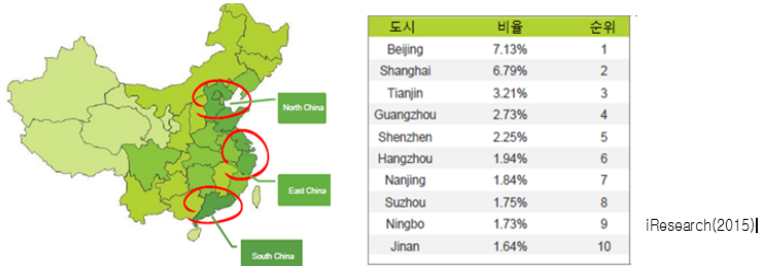 North China
East China
South China
도시 비율 순위
Beijing 7.13% 1
Shanghai 6.79% 2
Tianjin 3.21% 3
Guangzhou 2.73% 4
Shenzhen 2.25% 5
Hangzhou 1.94% 6
Nanjing 1.84% 7
Suzhou 1.75% 8
Ningbo 1.73% 9
Jinan 1.64% 10
iResearch(2015)